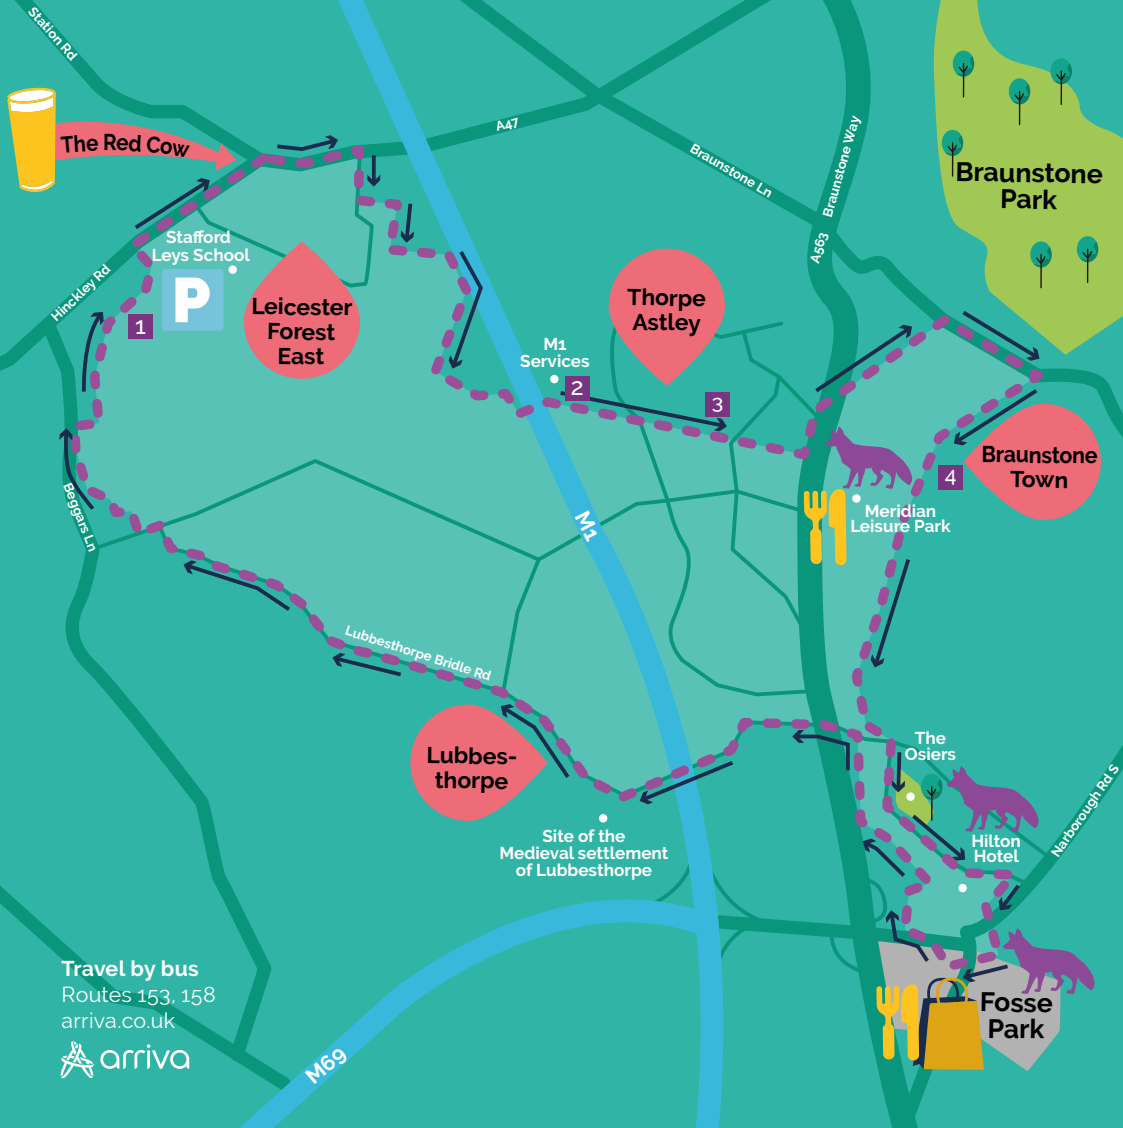 Station Rd
The Red Cow
A47
Braunstone Ln
Braunstone Way
A563
Braunstone
Park
Stafford
Leys School
P
Hinckley Rd
1
Leicester
Forest
East
Thorpe
Astley
M1
Services
2
3
Braunstone
Town
4
Meridian
Leisure Park
Beggars Ln
M1
Lubbesthorpe Bridle Rd
Lubbes-
thorpe
The
Osiers
Narborough Rd S
Hilton
Hotel
Site of the
Medieval settlement
of Lubbesthorpe
Fosse
Park
Travel by bus
Routes 153, 158
arriva.co.uk
arriva
M69